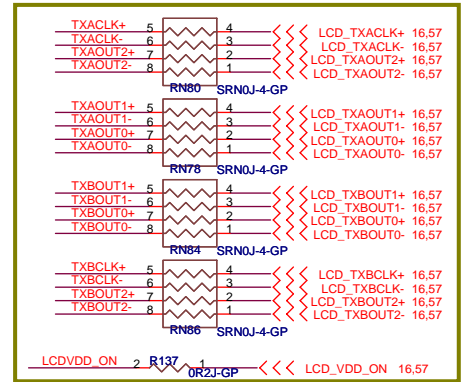 TXACLK+ 5 4 LCD_TXACLK+ 16,57
TXACLK- 6 3 LCD_TXACLK- 16,57
TXAOUT2+ 7 2 LCD_TXAOUT2+ 16,57
TXAOUT2- 8 1 LCD_TXAOUT2- 16,57
RN80 SRN0J-4-GP
TXAOUT1+ 5 4 LCD_TXAOUT1+ 16,57
TXAOUT1- 6 3 LCD_TXAOUT1- 16,57
TXAOUT0+ 7 2 LCD_TXAOUT0+ 16,57
TXAOUT0- 8 1 LCD_TXAOUT0- 16,57
RN78 SRN0J-4-GP
TXBOUT1+ 5 4 LCD_TXBOUT1+ 16,57
TXBOUT1- 6 3 LCD_TXBOUT1- 16,57
TXBOUT0+ 7 2 LCD_TXBOUT0+ 16,57
TXBOUT0- 8 1 LCD_TXBOUT0- 16,57
RN84 SRN0J-4-GP
TXBCLK+ 5 4 LCD_TXBCLK+ 16,57
TXBCLK- 6 3 LCD_TXBCLK- 16,57
TXBOUT2+ 7 2 LCD_TXBOUT2+ 16,57
TXBOUT2- 8 1 LCD_TXBOUT2- 16,57
RN86 SRN0J-4-GP
LCDVDD_ON 2 R137 1 LCD_VDD_ON 16,57
0R2J-GP